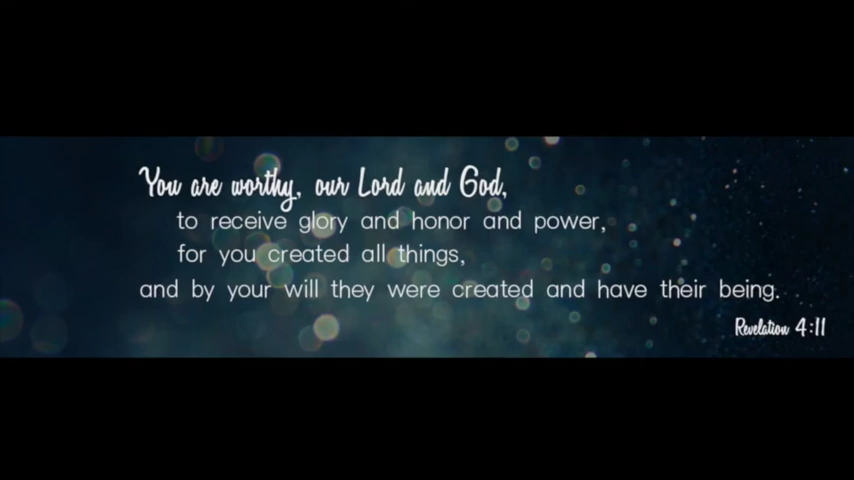 You are worthy, our Lord and God,
to receive glory and honor and power,
for you created all things,
and by your will they were created and have their being.
Revelation 4:11